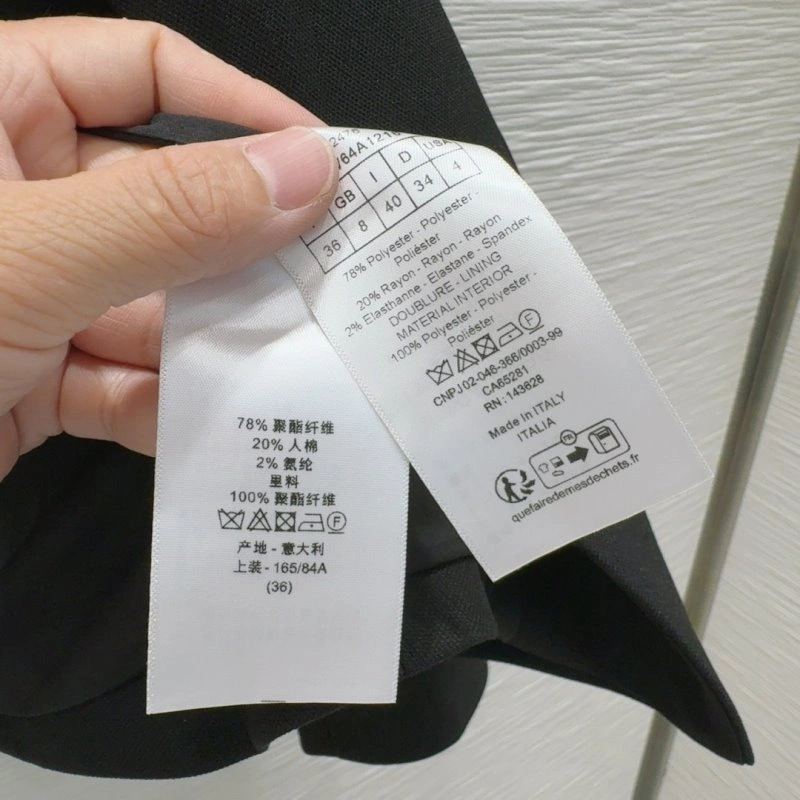 78% 聚酯纤维
20% 人棉
2% 氨纶
里料
100% 聚酯纤维
F
产地 - 意大利
上装 - 165/84A
(36)
GB I D USA
36 8 40 34 4
78% Polyester - Polyester -
Poliéster
20% Rayon - Rayon - Rayon
2% Elasthanne - Elastane - Spandex
DOUBLURE - LINING
MATERIAL INTERIOR
100% Polyester - Polyester -
Poliéster
F
CNPJ02-046-366/0003-99
CA65281
RN: 143628
Made in ITALY
ITALIA
FR
quefairedemesdechets.fr